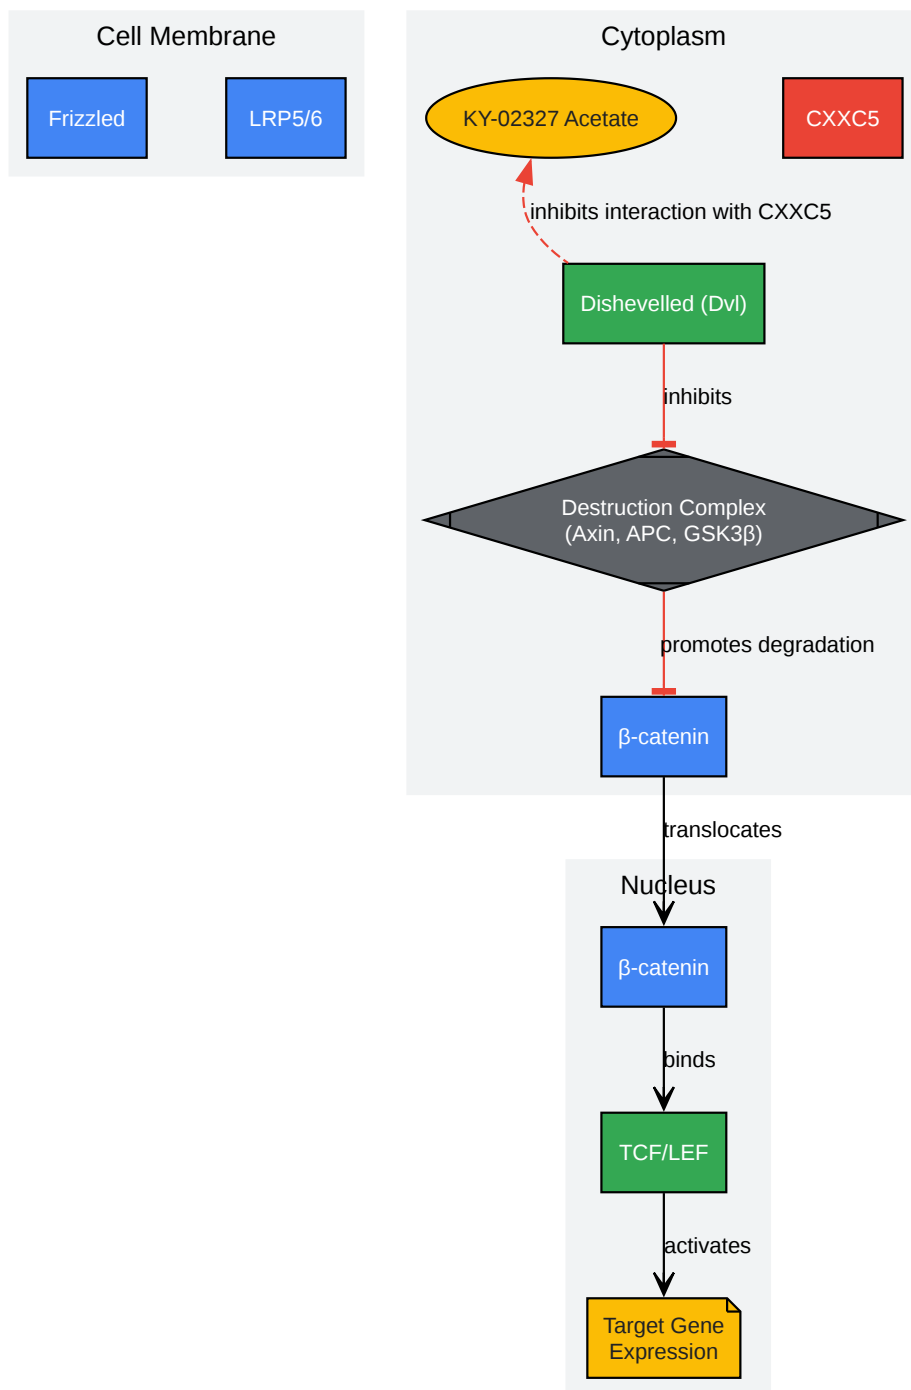 Cell Membrane
Frizzled
LRP5/6
Cytoplasm
KY-02327 Acetate
CXXC5
inhibits interaction with CXXC5
Dishevelled (Dvl)
inhibits
Destruction Complex
(Axin, APC, GSK3β)
promotes degradation
β-catenin
translocates
Nucleus
β-catenin
binds
TCF/LEF
activates
Target Gene
Expression